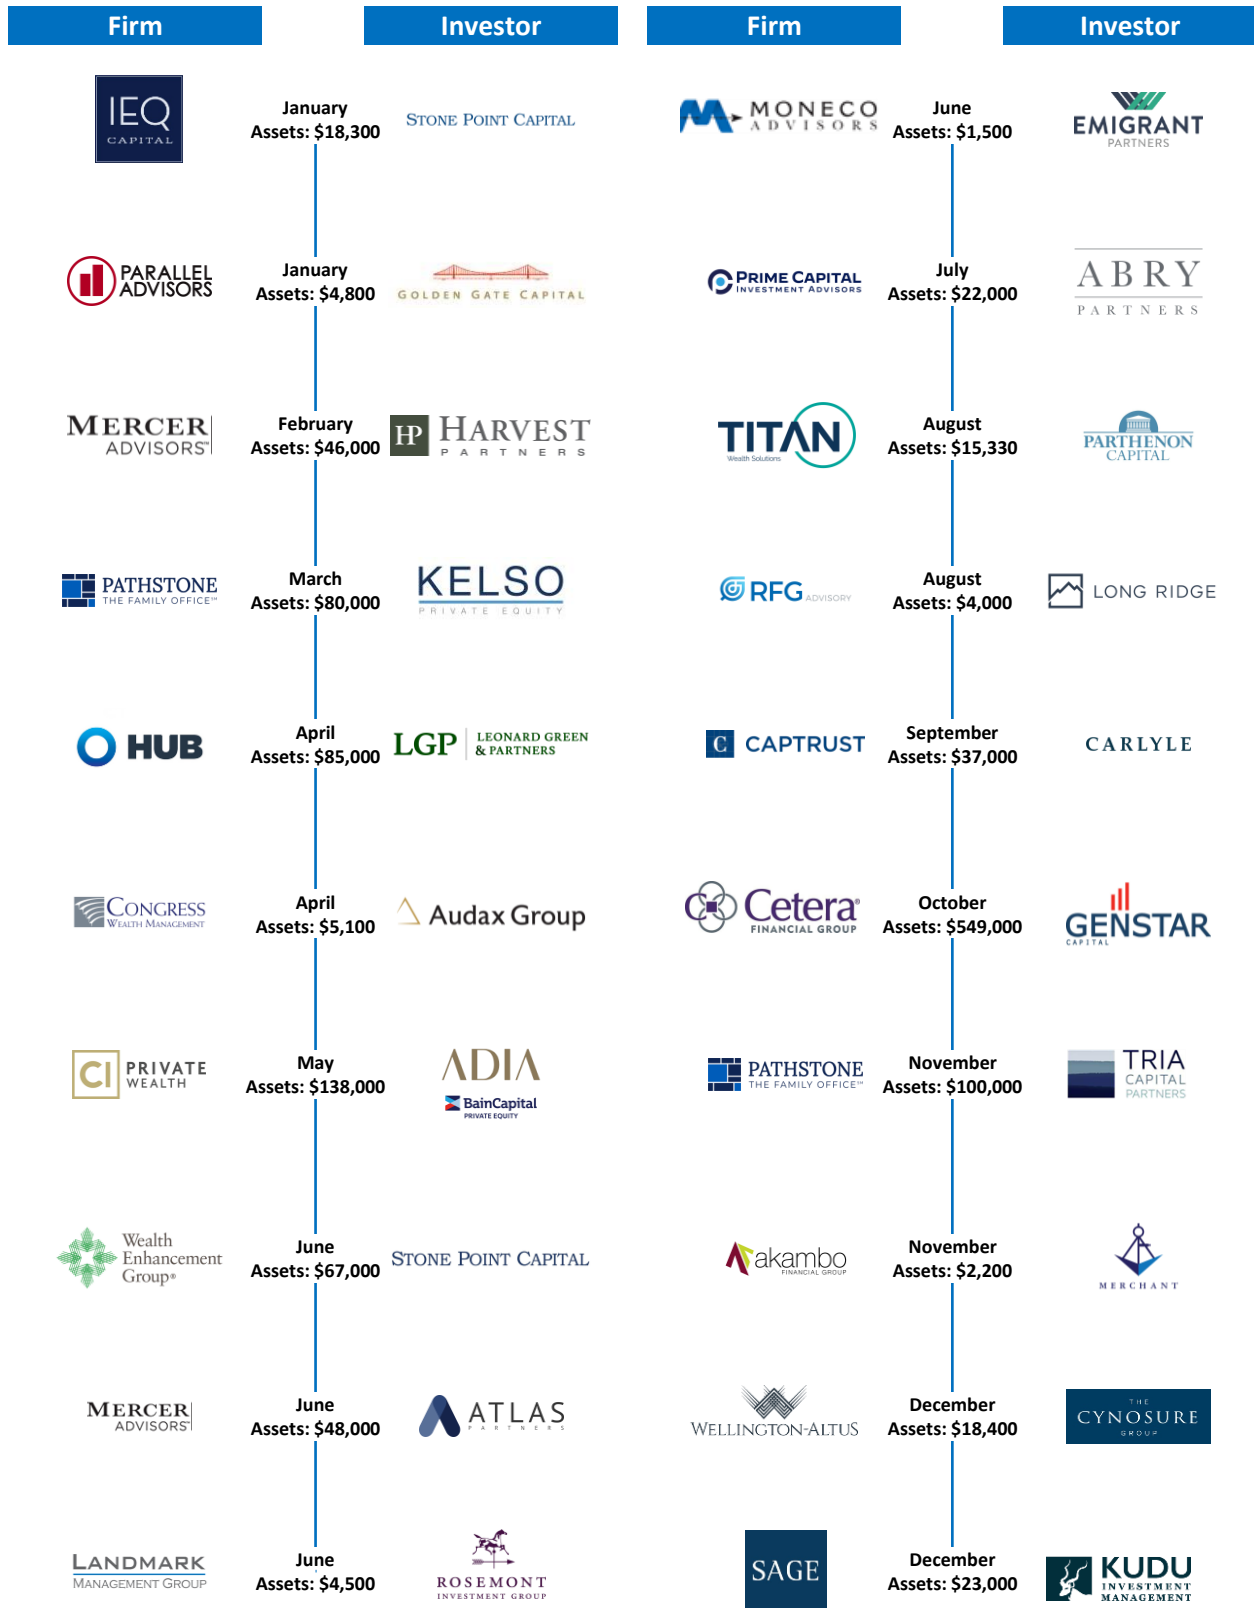 Firm
Investor
IEQ
CAPITAL
January
Assets: $18,300
STONE POINT CAPITAL
PARALLEL
ADVISORS
January
Assets: $4,800
GOLDEN GATE CAPITAL
MERCER
ADVISORS™
February
Assets: $46,000
HP
HARVEST
PARTNERS
PATHSTONE
THE FAMILY OFFICE™
March
Assets: $80,000
KELSO
PRIVATE EQUITY
HUB
April
Assets: $85,000
LGP
LEONARD GREEN
& PARTNERS
CONGRESS
WEALTH MANAGEMENT
April
Assets: $5,100
Audax Group
CI
PRIVATE
WEALTH
May
Assets: $138,000
ADIA
BainCapital
PRIVATE EQUITY
Wealth
Enhancement
Group®
June
Assets: $67,000
STONE POINT CAPITAL
MERCER
ADVISORS™
June
Assets: $48,000
ATLAS
PARTNERS
LANDMARK
MANAGEMENT GROUP
June
Assets: $4,500
ROSEMONT
INVESTMENT GROUP
Firm
Investor
MONECO
ADVISORS
June
Assets: $1,500
EMIGRANT
PARTNERS
PRIME CAPITAL
INVESTMENT ADVISORS
July
Assets: $22,000
ABRY
PARTNERS
TITAN
Wealth Solutions
August
Assets: $15,330
PARTHENON
CAPITAL
RFG ADVISORY
August
Assets: $4,000
LONG RIDGE
C
CAPTRUST
September
Assets: $37,000
CARLYLE
Cetera®
FINANCIAL GROUP
October
Assets: $549,000
GENSTAR
CAPITAL
PATHSTONE
THE FAMILY OFFICE™
November
Assets: $100,000
TRIA
CAPITAL
PARTNERS
akambo
FINANCIAL GROUP
November
Assets: $2,200
MERCHANT
WELLINGTON-ALTUS
December
Assets: $18,400
THE
CYNOSURE
GROUP
SAGE
December
Assets: $23,000
KUDU
INVESTMENT
MANAGEMENT